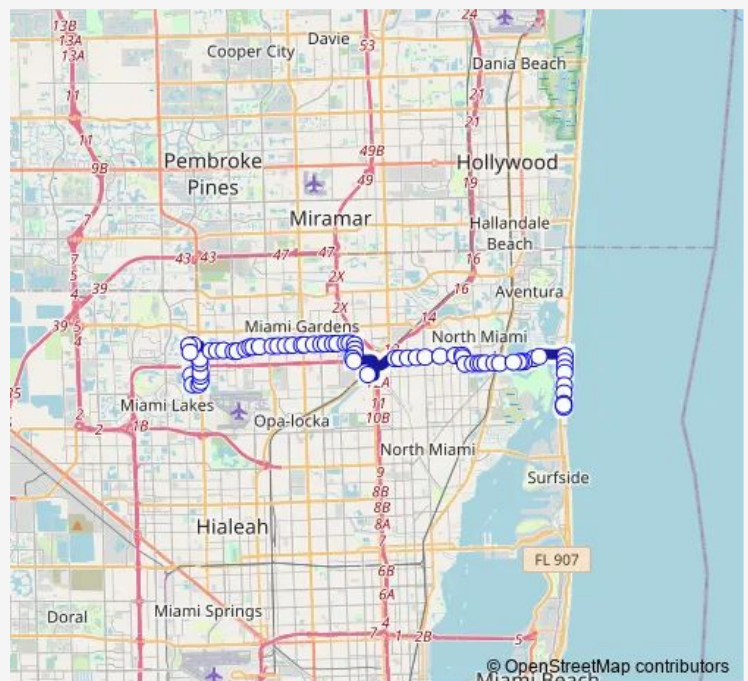 24
13B
13A
13A
Davie
Cooper City
53
Dania Beach
11
21
21
11
49B
Pembroke
Pines
9B
Hollywood
49
19
7
Miramar
Hallandale
Beach
7
5
4
43
43
47
47
16
39
2X
16
Aventura
39
5
4
2X
14
Miami Gardens
North Miami
12A
Miami Lakes
11
10B
Opa-locka
2
2
1B
North Miami
9
8B
8B
8A
Surfside
Hialeah
7
FL 907
6B
6A
Doral
Miami Springs
4
7
1
2B
5
© OpenStreetMap contributors
Miami Beach